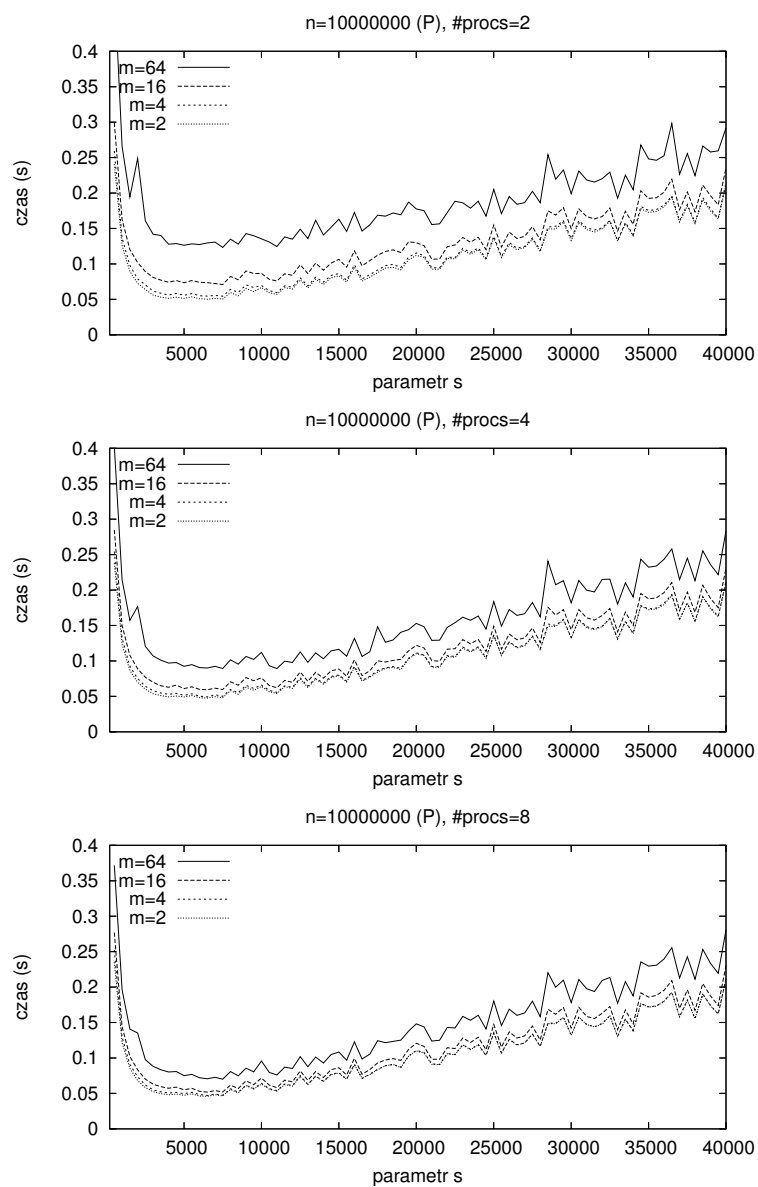 n=10000000 (P), #procs=2
0.4
0.35
0.3
0.25
0.2
0.15
0.1
0.05
0
czas (s)
m=64
m=16
m=4
m=2
5000 10000 15000 20000 25000 30000 35000 40000
parametr s
n=10000000 (P), #procs=4
0.4
0.35
0.3
0.25
0.2
0.15
0.1
0.05
0
czas (s)
m=64
m=16
m=4
m=2
5000 10000 15000 20000 25000 30000 35000 40000
parametr s
n=10000000 (P), #procs=8
0.4
0.35
0.3
0.25
0.2
0.15
0.1
0.05
0
czas (s)
m=64
m=16
m=4
m=2
5000 10000 15000 20000 25000 30000 35000 40000
parametr s